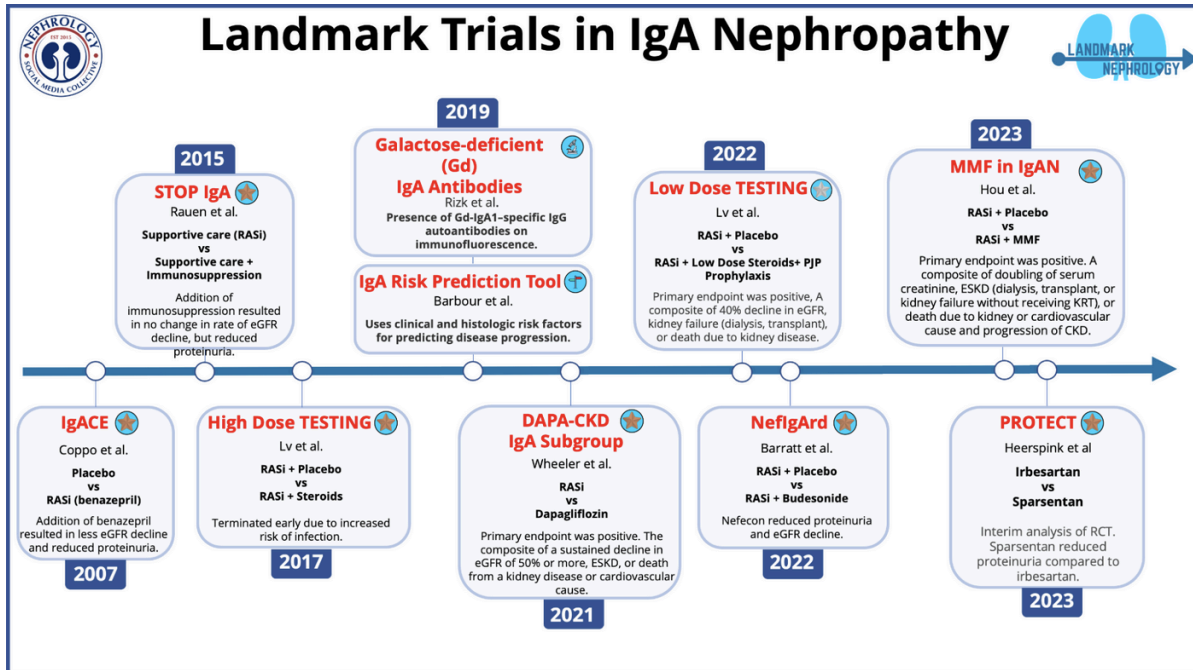 Landmark Trials in IgA Nephropathy
NEPHROLOGY
EST 2013
SOCIAL MEDIA COLLECTIVE
LANDMARK
NEPHROLOGY
2015
STOP IgA
Rauen et al.
Supportive care (RASi)
vs
Supportive care +
Immunosuppression
Addition of
immunosuppression resulted
in no change in rate of eGFR
decline, but reduced
proteinuria.
2019
Galactose-deficient
(Gd)
IgA Antibodies
Rizk et al.
Presence of Gd-IgA1–specific IgG
autoantibodies on
immunofluorescence.
IgA Risk Prediction Tool
Barbour et al.
Uses clinical and histologic risk factors
for predicting disease progression.
2022
Low Dose TESTING
Lv et al.
RASi + Placebo
vs
RASi + Low Dose Steroids+ PJP
Prophylaxis
Primary endpoint was positive, A
composite of 40% decline in eGFR,
kidney failure (dialysis, transplant),
or death due to kidney disease.
2023
MMF in IgAN
Hou et al.
RASi + Placebo
vs
RASi + MMF
Primary endpoint was positive. A
composite of doubling of serum
creatinine, ESKD (dialysis, transplant, or
kidney failure without receiving KRT), or
death due to kidney or cardiovascular
cause and progression of CKD.
IgACE
Coppo et al.
Placebo
vs
RASi (benazepril)
Addition of benazepril
resulted in less eGFR decline
and reduced proteinuria.
2007
High Dose TESTING
Lv et al.
RASi + Placebo
vs
RASi + Steroids
Terminated early due to increased
risk of infection.
2017
DAPA-CKD
IgA Subgroup
Wheeler et al.
RASi
vs
Dapagliflozin
Primary endpoint was positive. The
composite of a sustained decline in
eGFR of 50% or more, ESKD, or death
from a kidney disease or cardiovascular
cause.
2021
NefIgArd
Barratt et al.
RASi + Placebo
vs
RASi + Budesonide
Nefecon reduced proteinuria
and eGFR decline.
2022
PROTECT
Heerspink et al
Irbesartan
vs
Sparsentan
Interim analysis of RCT.
Sparsentan reduced
proteinuria compared to
irbesartan.
2023